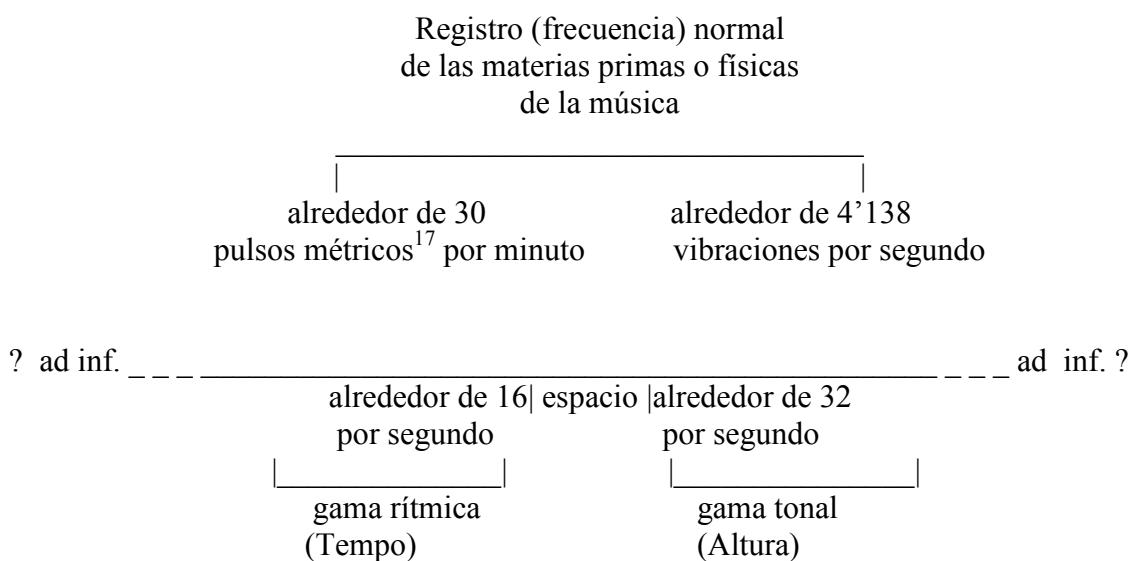 Registro (frecuencia) normal
de las materias primas o físicas
de la música
alrededor de 30 alrededor de 4’138
pulsos métricos17 por minuto vibraciones por segundo
? ad inf. _ _ _ _______________ _ _ _ ad inf. ?
alrededor de 16| espacio |alrededor de 32
por segundo por segundo
gama rítmica gama tonal
(Tempo) (Altura)